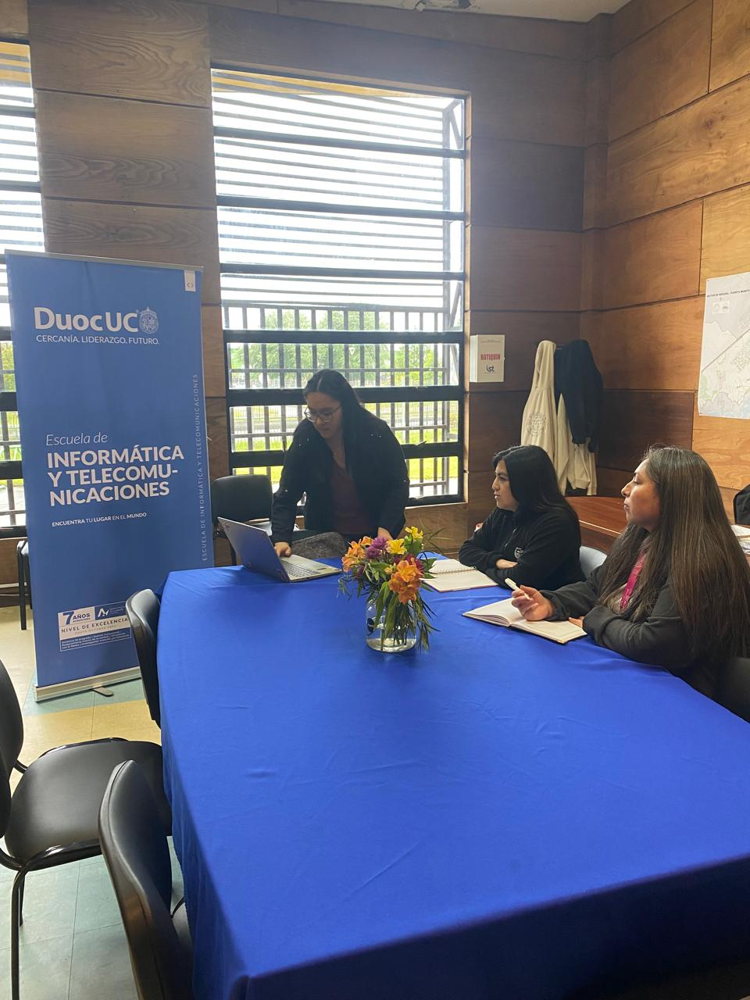 DuocUC
CERCANÍA. LIDERAZGO. FUTURO.
Escuela de
INFORMÁTICA
Y TELECOMU-
NICACIONES
ENCUENTRA TU LUGAR EN EL MUNDO
ESCUELA DE INFORMÁTICA Y TELECOMUNICACIONES
7 AÑOS
NIVEL DE EXCELENCIA
BOTIQUIN
ist